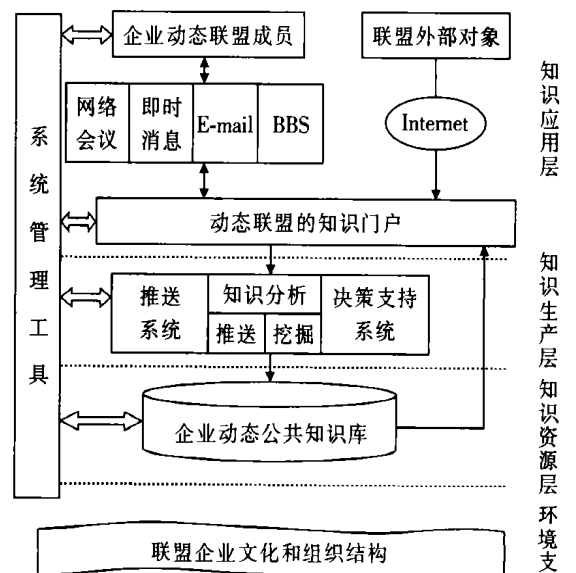 企业动态联盟成员
联盟外部对象
网络
会议
即时
消息
E-mail
BBS
Internet
知识应用层
系统管理工具
动态联盟的知识门户
推送
系统
知识分析
推送
挖掘
决策支持
系统
知识生产层
企业动态公共知识库
知识资源层
环境支
联盟企业文化和组织结构